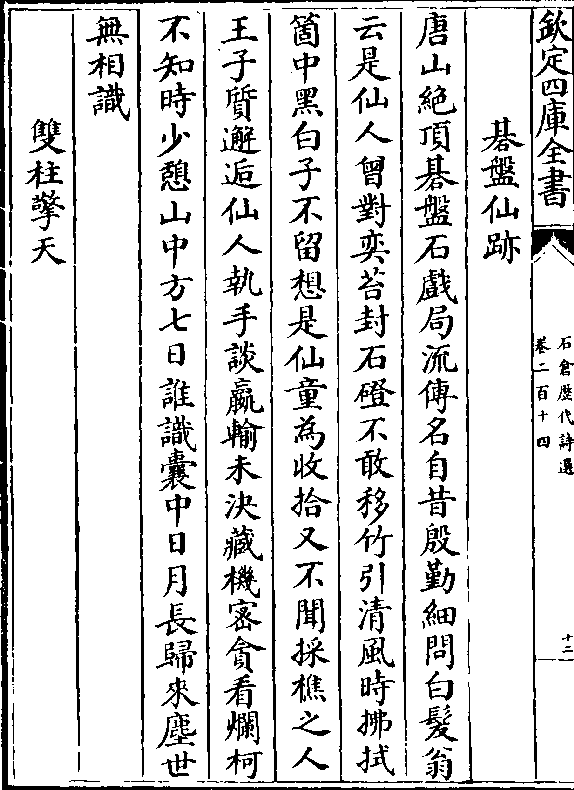 欽定四庫全書
石倉歷代詩選
卷二百十四
十二
碁盤仙跡
唐山絶頂碁盤石戲局流傳名自昔殷勤細問白髮翁
云是仙人曾對奕苔封石磴不敢移竹引清風時拂拭
箇中黑白子不留想是仙童為收拾又不聞採樵之人
王子質邂逅仙人執手談羸輸未決藏機密貪看爛柯
不知時少憩山中方七日誰識囊中日月長歸來塵世
無相識
雙柱擎天